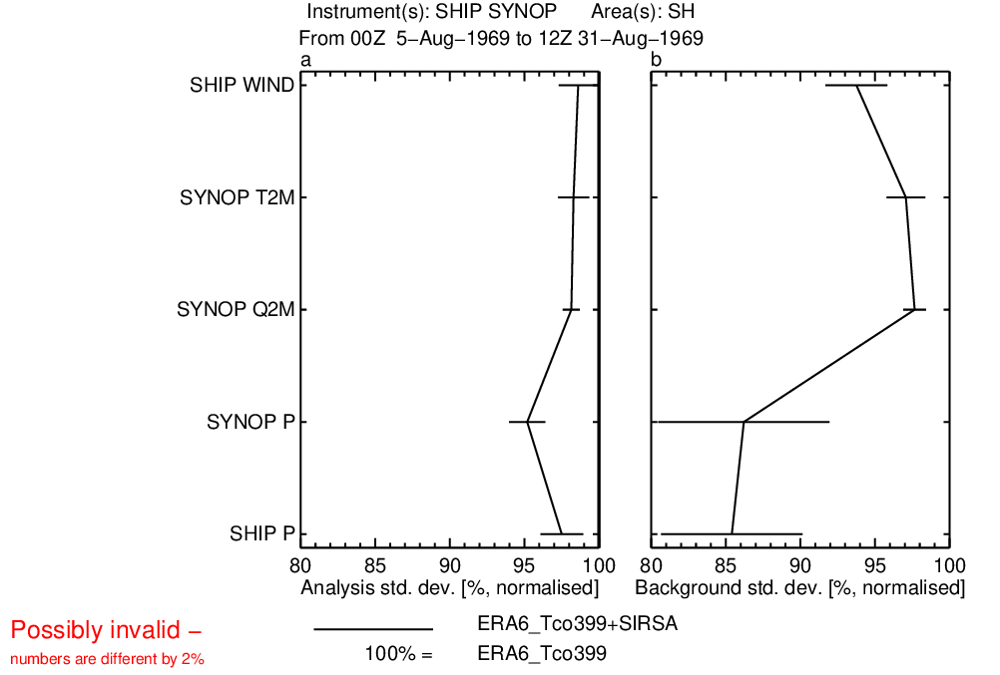 Instrument(s): SHIP SYNOP Area(s): SH
From 00Z 5−Aug−1969 to 12Z 31−Aug−1969
a b
SHIP WIND
SYNOP T2M
SYNOP Q2M
SYNOP P
SHIP P
80 85 90 95 100 80 85 90 95 100
Analysis std. dev. [%, normalised] Background std. dev. [%, normalised]
Possibly invalid −
numbers are different by 2%
ERA6_Tco399+SIRSA
100% = ERA6_Tco399